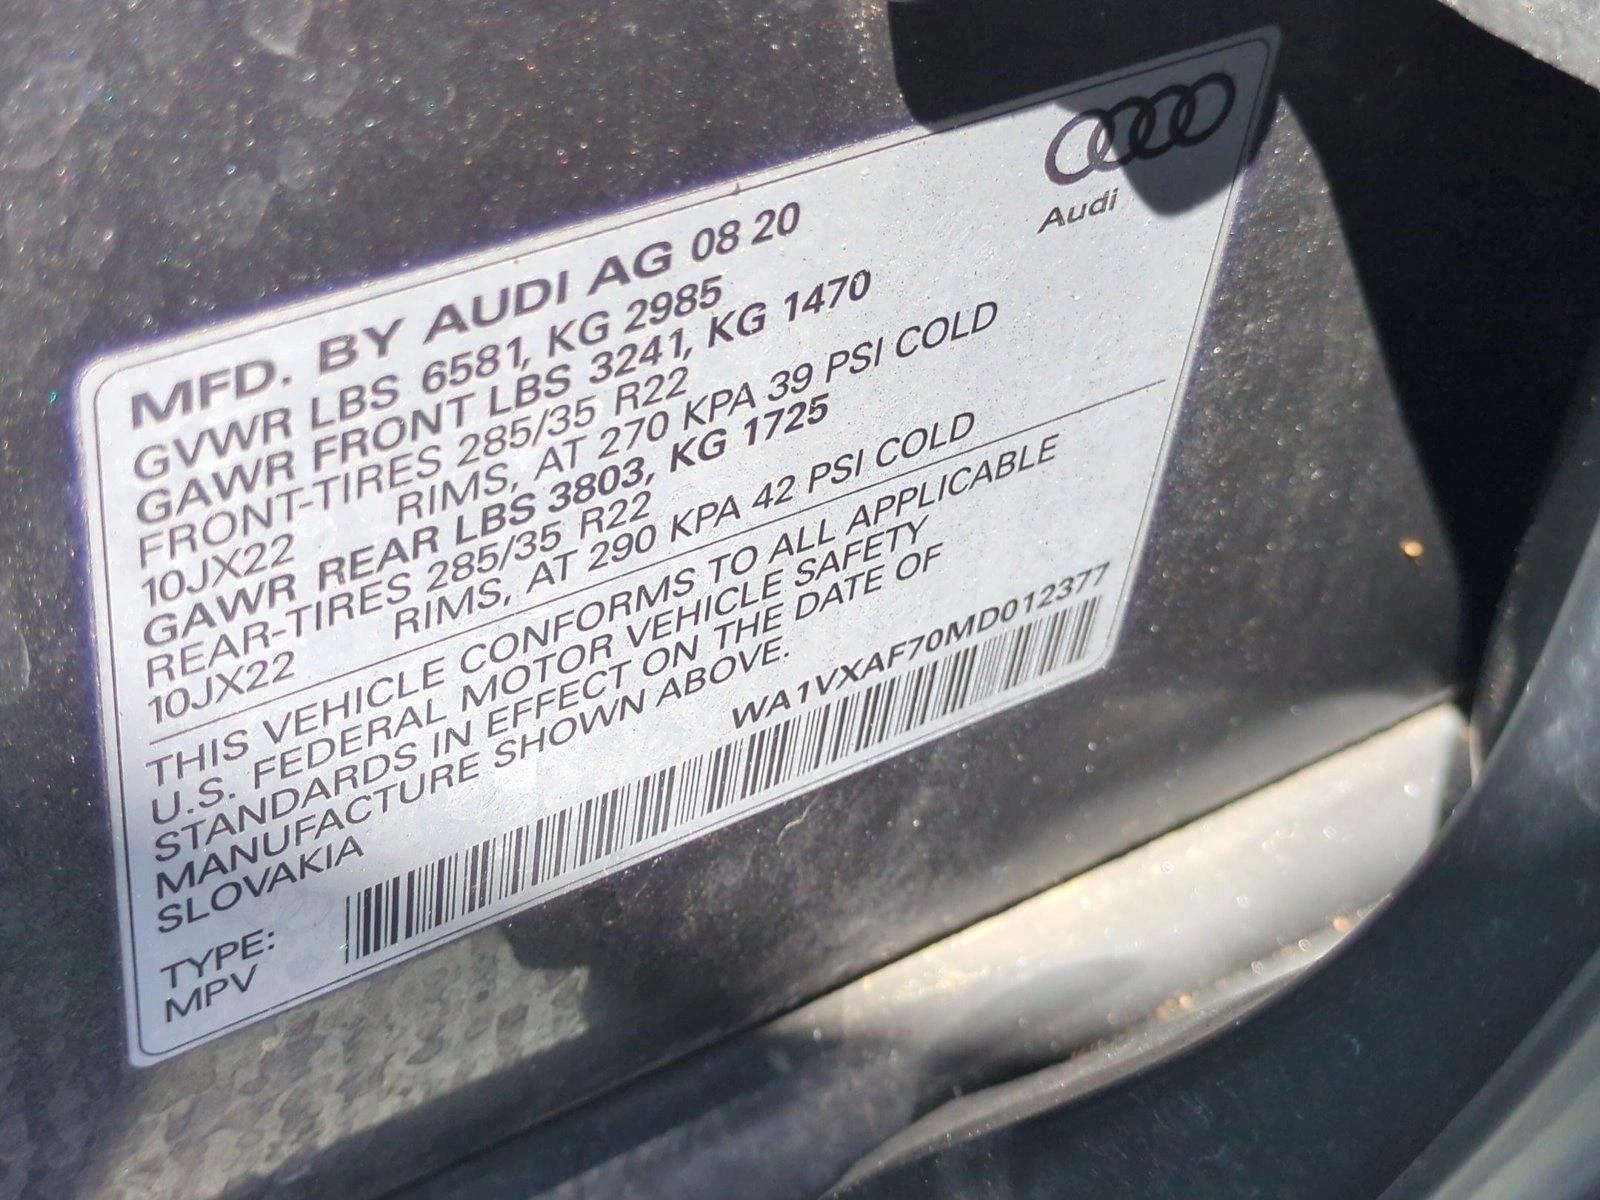 Audi
MFD. BY AUDI AG 08 20
GVWR LBS 6581, KG 2985
GAWR FRONT LBS 3241, KG 1470
FRONT-TIRES 285/35 R22
10JX22 RIMS, AT 270 KPA 39 PSI COLD
GAWR REAR LBS 3803, KG 1725
REAR-TIRES 285/35 R22
10JX22 RIMS, AT 290 KPA 42 PSI COLD
THIS VEHICLE CONFORMS TO ALL APPLICABLE
U.S. FEDERAL MOTOR VEHICLE SAFETY
STANDARDS IN EFFECT ON THE DATE OF
MANUFACTURE SHOWN ABOVE.
SLOVAKIA
WA1VXAF70MD012377
TYPE:
MPV